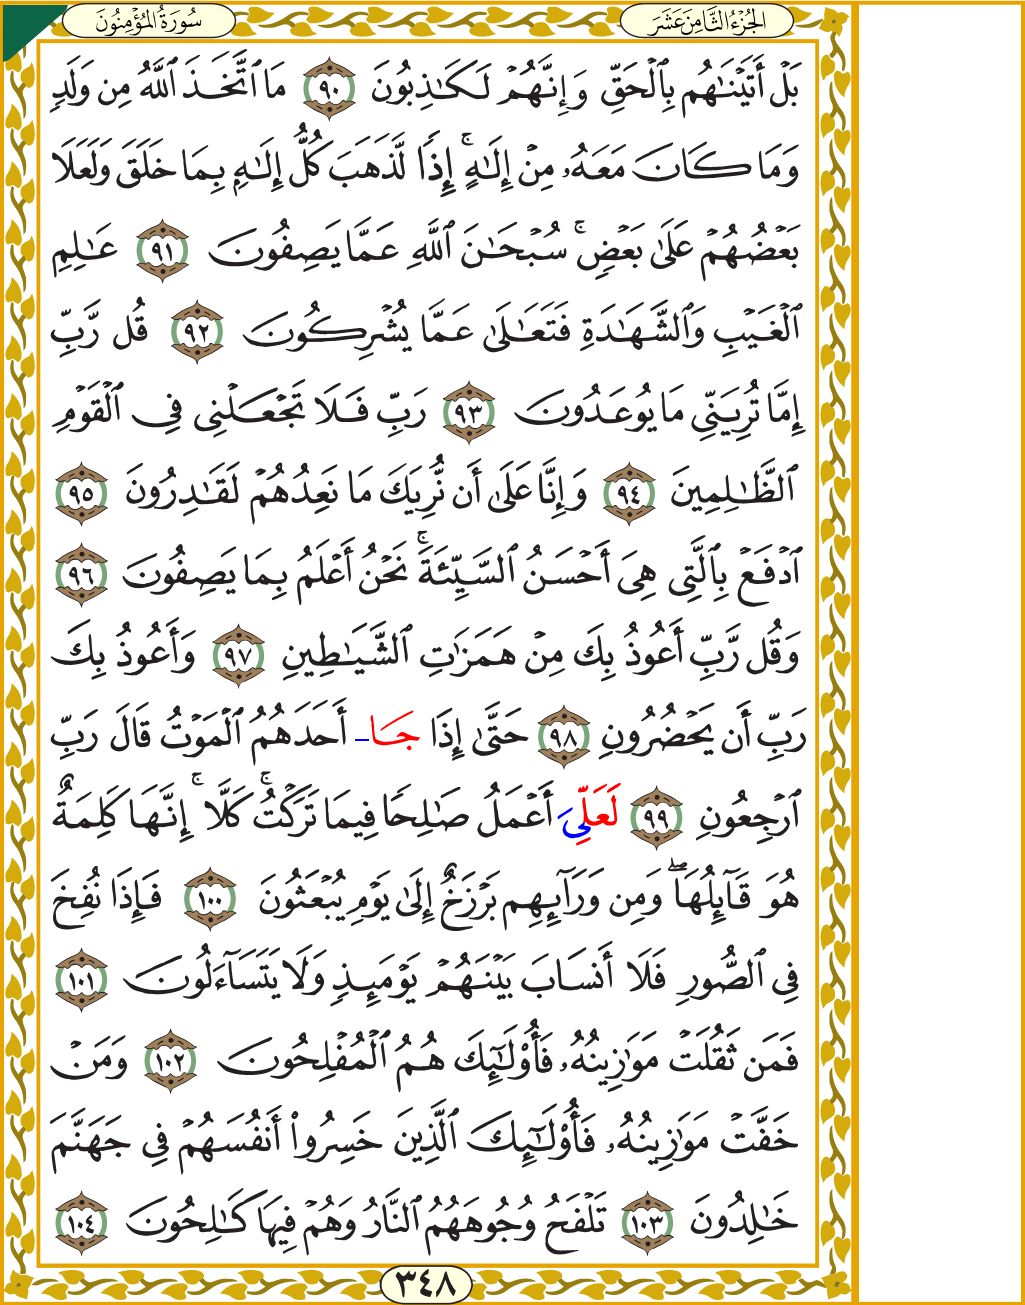 الجُزْءُ الثَّامِنَ عَشَرَ
سُورَةُ المُؤْمِنُونَ
بَلْ أَتَيْنَٰهُم بِٱلْحَقِّ وَإِنَّهُمْ لَكَٰذِبُونَ ٩٠ مَا ٱتَّخَذَ ٱللَّهُ مِن وَلَدٍ
وَمَا كَانَ مَعَهُۥ مِنْ إِلَٰهٍ ۚ إِذًا لَّذَهَبَ كُلُّ إِلَٰهٍۭ بِمَا خَلَقَ وَلَعَلَا
بَعْضُهُمْ عَلَىٰ بَعْضٍ ۚ سُبْحَٰنَ ٱللَّهِ عَمَّا يَصِفُونَ ٩١ عَٰلِمِ
ٱلْغَيْبِ وَٱلشَّهَٰدَةِ فَتَعَٰلَىٰ عَمَّا يُشْرِكُونَ ٩٢ قُل رَّبِّ
إِمَّا تُرِيَنِّي مَا يُوعَدُونَ ٩٣ رَبِّ فَلَا تَجْعَلْنِي فِي ٱلْقَوْمِ
ٱلظَّٰلِمِينَ ٩٤ وَإِنَّا عَلَىٰ أَن نُّرِيَكَ مَا نَعِدُهُمْ لَقَٰدِرُونَ ٩٥
ٱدْفَعْ بِٱلَّتِي هِيَ أَحْسَنُ ٱلسَّيِّئَةَ ۚ نَحْنُ أَعْلَمُ بِمَا يَصِفُونَ ٩٦
وَقُل رَّبِّ أَعُوذُ بِكَ مِنْ هَمَزَٰتِ ٱلشَّيَٰطِينِ ٩٧ وَأَعُوذُ بِكَ
رَبِّ أَن يَحْضُرُونِ ٩٨ حَتَّىٰ إِذَا جَا أَحَدَهُمُ ٱلْمَوْتُ قَالَ رَبِّ
ٱرْجِعُونِ ٩٩ لَعَلِّيَ أَعْمَلُ صَٰلِحًا فِيمَا تَرَكْتُ ۚ كَلَّا ۚ إِنَّهَا كَلِمَةٌ
هُوَ قَآئِلُهَا ۖ وَمِن وَرَآئِهِم بَرْزَخٌ إِلَىٰ يَوْمِ يُبْعَثُونَ ١٠٠ فَإِذَا نُفِخَ
فِي ٱلصُّورِ فَلَا أَنسَابَ بَيْنَهُمْ يَوْمَئِذٍ وَلَا يَتَسَآءَلُونَ ١٠١
فَمَن ثَقُلَتْ مَوَٰزِينُهُۥ فَأُوْلَٰٓئِكَ هُمُ ٱلْمُفْلِحُونَ ١٠٢ وَمَنْ
خَفَّتْ مَوَٰزِينُهُۥ فَأُوْلَٰٓئِكَ ٱلَّذِينَ خَسِرُواْ أَنفُسَهُمْ فِي جَهَنَّمَ
خَٰلِدُونَ ١٠٣ تَلْفَحُ وُجُوهَهُمُ ٱلنَّارُ وَهُمْ فِيهَا كَٰلِحُونَ ١٠٤
٣٤٨